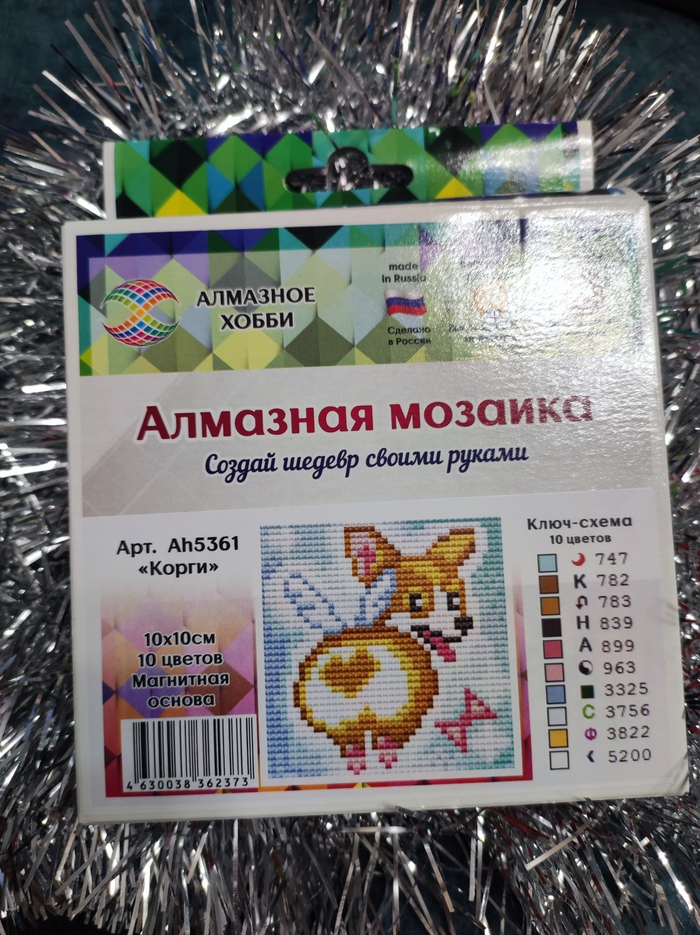 АЛМАЗНОЕ
ХОББИ
made
in Russia
Сделано
в России
Алмазная мозаика
Создай шедевр своими руками
Арт. Ah5361
«Корги»
10х10см
10 цветов
Магнитная
основа
4 630038 362373
Ключ-схема
10 цветов
747
К 782
783
Н 839
А 899
963
3325
С 3756
Ф 3822
5200